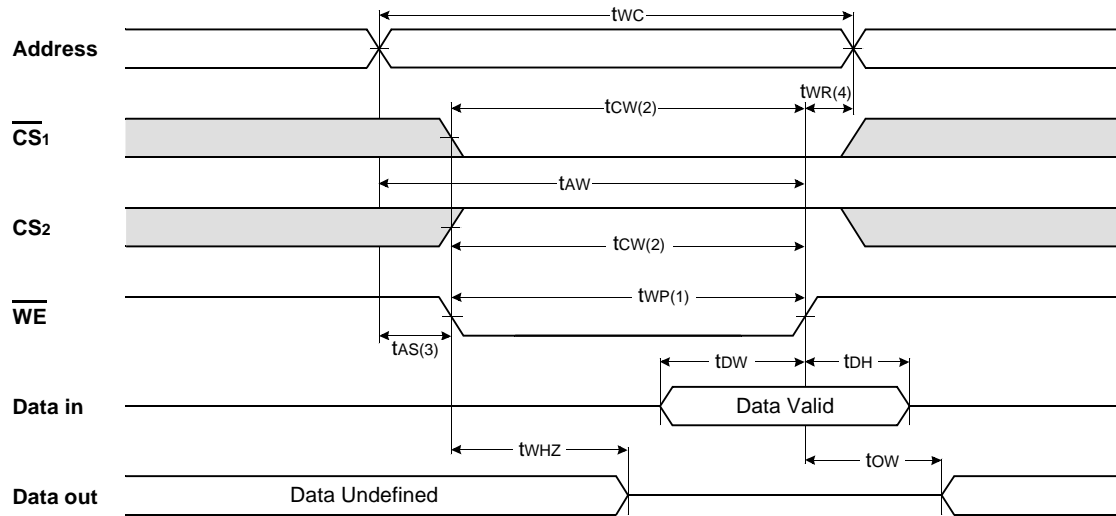 tWC
Address
tCW(2)
tWR(4)
CS1
tAW
CS2
tCW(2)
tWP(1)
WE
tAS(3)
tDW
tDH
Data in
Data Valid
tWHZ
tOW
Data out
Data Undefined